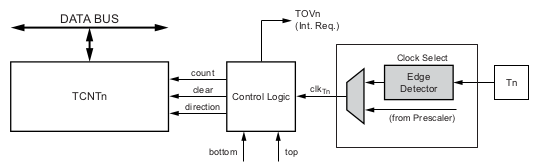 DATA BUS
TOVn
(Int. Req.)
Clock Select
count
TCNTn
clear
Control Logic
clkTn
Edge
Detector
Tn
direction
(from Prescaler)
bottom
top